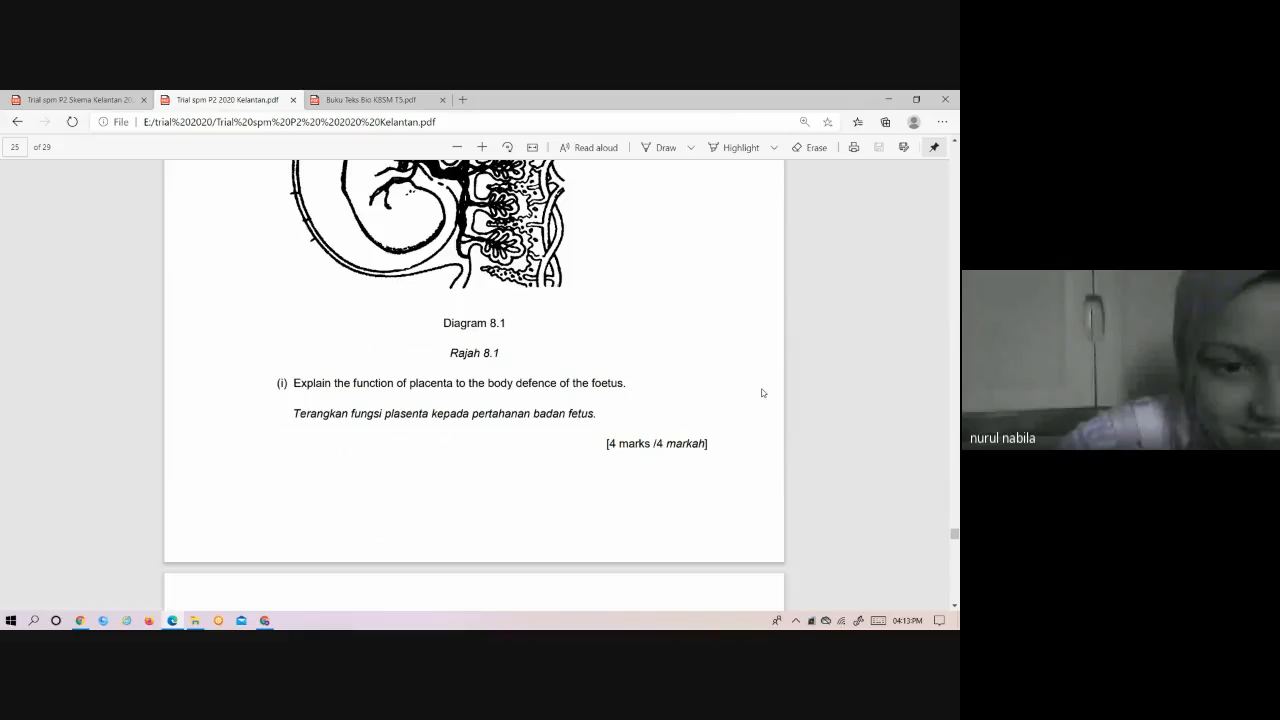 Trial spm P2 Skema Kelantan 20
Trial spm P2 2020 Kelantan.pdf
Buku Teks Bio KBSM T5.pdf
File
E:/trial%202020/Trial%20spm%20P2%20%202020%20Kelantan.pdf
25 of 29
Read aloud
Draw
Highlight
Erase
Diagram 8.1
Rajah 8.1
(i) Explain the function of placenta to the body defence of the foetus.
Terangkan fungsi plasenta kepada pertahanan badan fetus.
[4 marks /4 markah]
nurul nabila
04:13PM